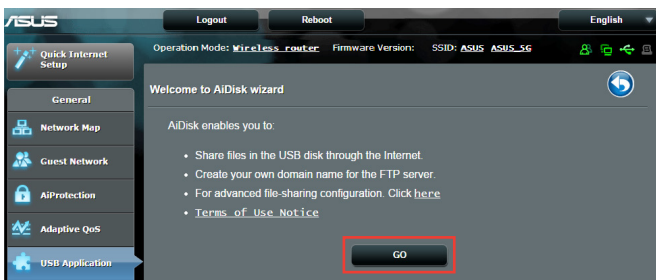 ASUS
Logout
Reboot
English
Quick Internet
Setup
Operation Mode: Wireless router Firmware Version: SSID: ASUS ASUS_5G
General
Network Map
Guest Network
AiProtection
Adaptive QoS
USB Application
Welcome to AiDisk wizard
AiDisk enables you to:
• Share files in the USB disk through the Internet.
• Create your own domain name for the FTP server.
• For advanced file-sharing configuration. Click here
• Terms of Use Notice
GO